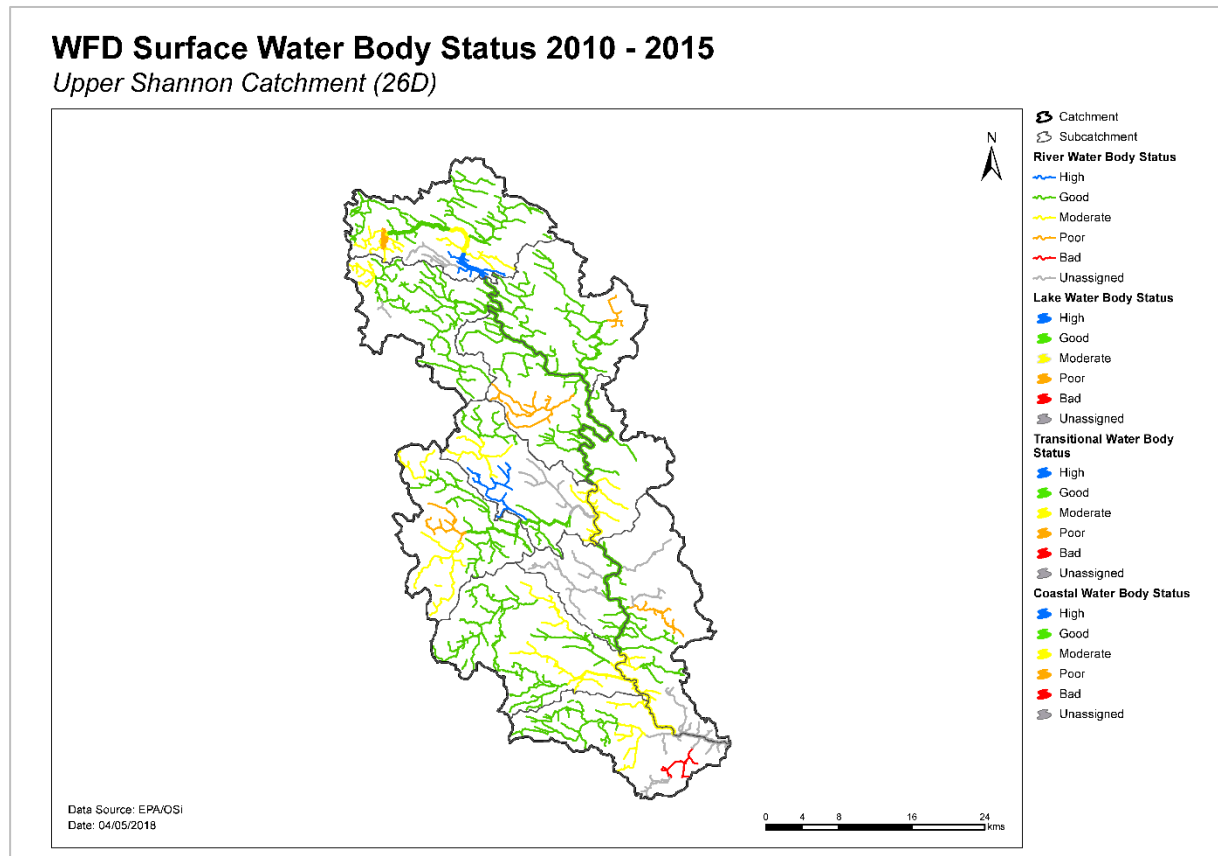 WFD Surface Water Body Status 2010 - 2015
Upper Shannon Catchment (26D)
N
Catchment
Subcatchment
River Water Body Status
High
Good
Moderate
Poor
Bad
Unassigned
Lake Water Body Status
High
Good
Moderate
Poor
Bad
Unassigned
Transitional Water Body
Status
High
Good
Moderate
Poor
Bad
Unassigned
Coastal Water Body Status
High
Good
Moderate
Poor
Bad
Unassigned
Data Source: EPA/OSi
Date: 04/05/2018
0 4 8 16 24
kms